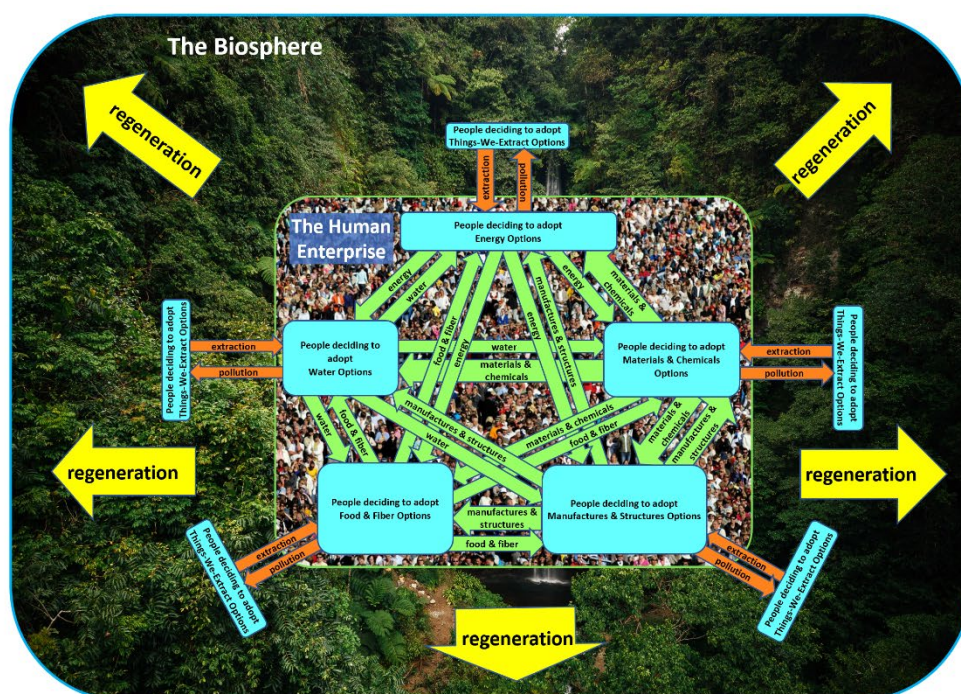 The Biosphere
regeneration
regeneration
People deciding to adopt
Things-We-Extract Options
extraction
pollution
The Human
Enterprise
People deciding to adopt
Energy Options
energy
water
food & fiber
energy
manufactures & structures
energy
energy
materials &
chemicals
People deciding to adopt
Things-We-Extract Options
extraction
pollution
People deciding to
adopt
Water Options
water
materials &
chemicals
People deciding to adopt
Materials & Chemicals
Options
extraction
pollution
People deciding to adopt
Things-We-Extract Options
food & fiber
water
manufactures & structures
water
materials & chemicals
food & fiber
materials &
chemicals
manufactures &
structures
regeneration
regeneration
People deciding to adopt
Food & Fiber Options
manufactures &
structures
food & fiber
People deciding to adopt
Manufactures & Structures Options
extraction
pollution
People deciding to adopt
Things-We-Extract Options
extraction
pollution
People deciding to adopt
Things-We-Extract Options
regeneration